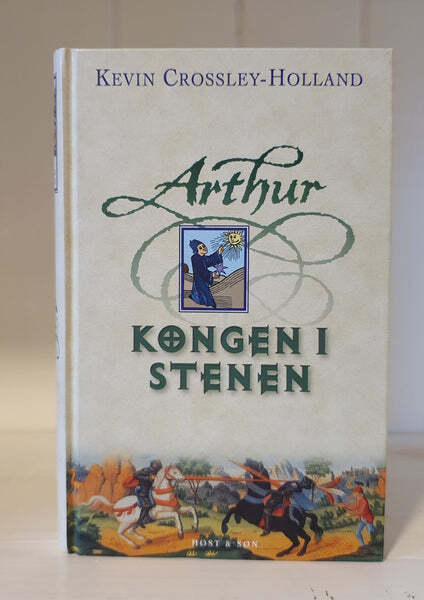 KEVIN CROSSLEY-HOLLAND
Arthur
KONGEN I
STENEN
HØST & SØN